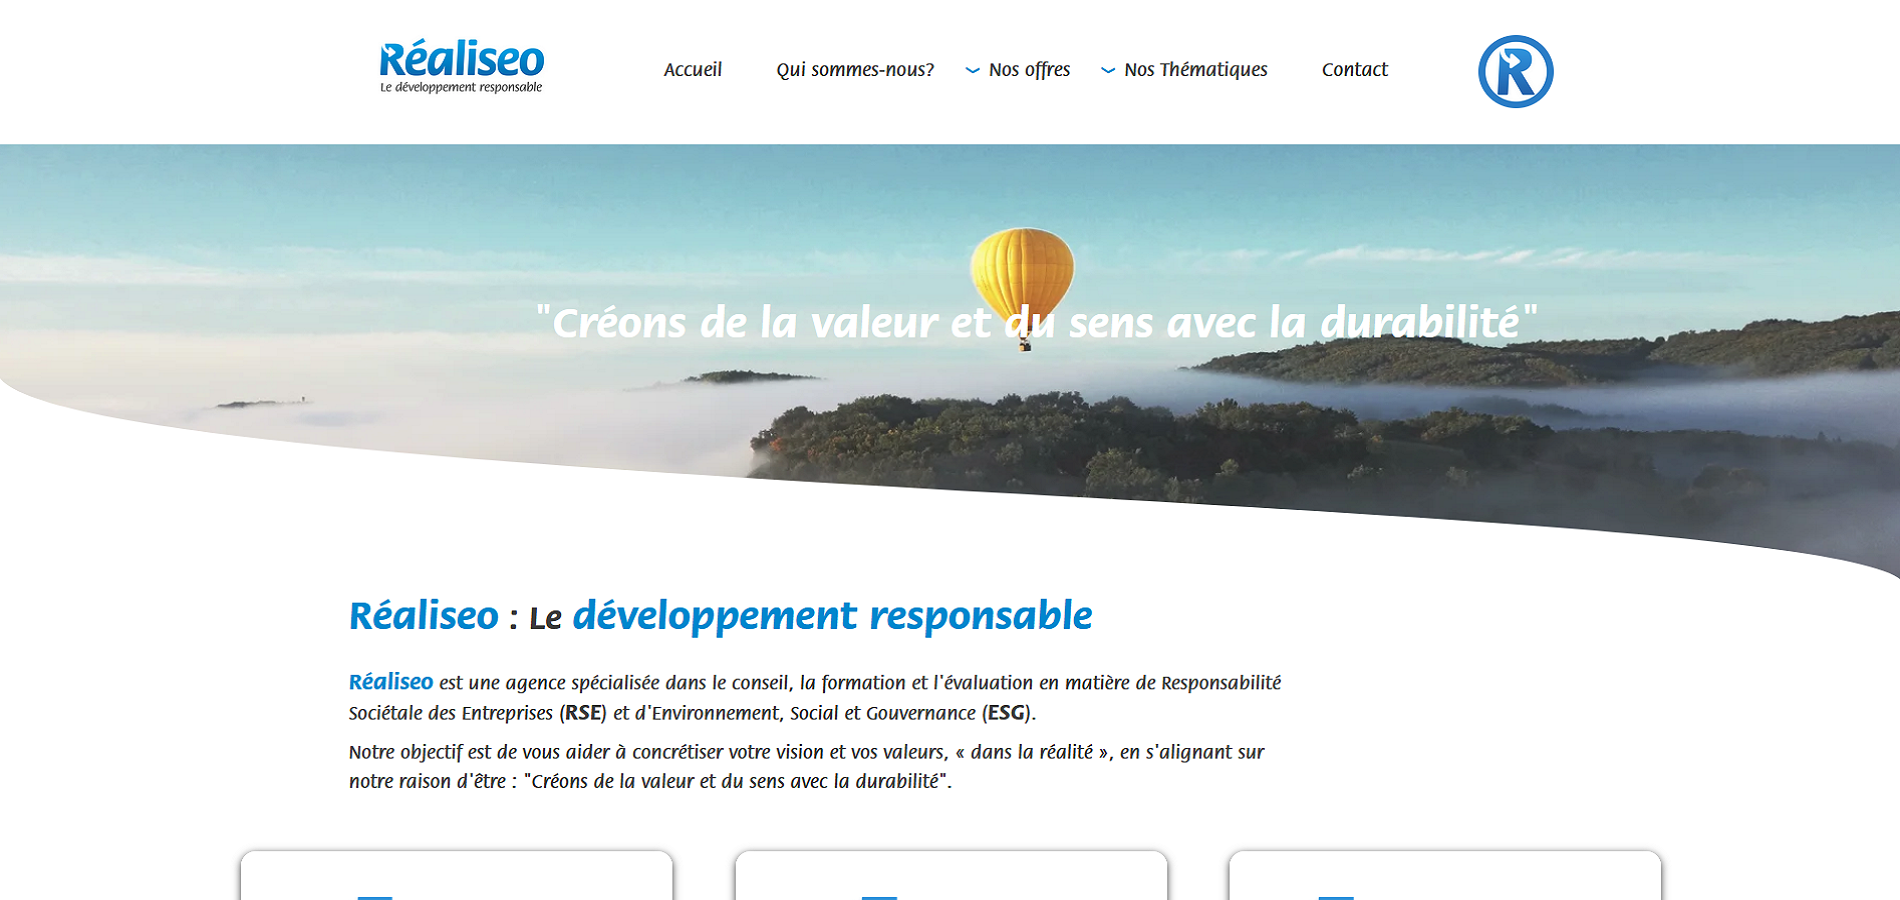 Réaliseo
Le développement responsable
Accueil
Qui sommes-nous?
Nos offres
Nos Thématiques
Contact
R
"Créons de la valeur et du sens avec la durabilité"
Réaliseo : Le développement responsable
Réaliseo est une agence spécialisée dans le conseil, la formation et l'évaluation en matière de Responsabilité
Sociétale des Entreprises (RSE) et d'Environnement, Social et Gouvernance (ESG).
Notre objectif est de vous aider à concrétiser votre vision et vos valeurs, « dans la réalité », en s'alignant sur
notre raison d'être : "Créons de la valeur et du sens avec la durabilité".